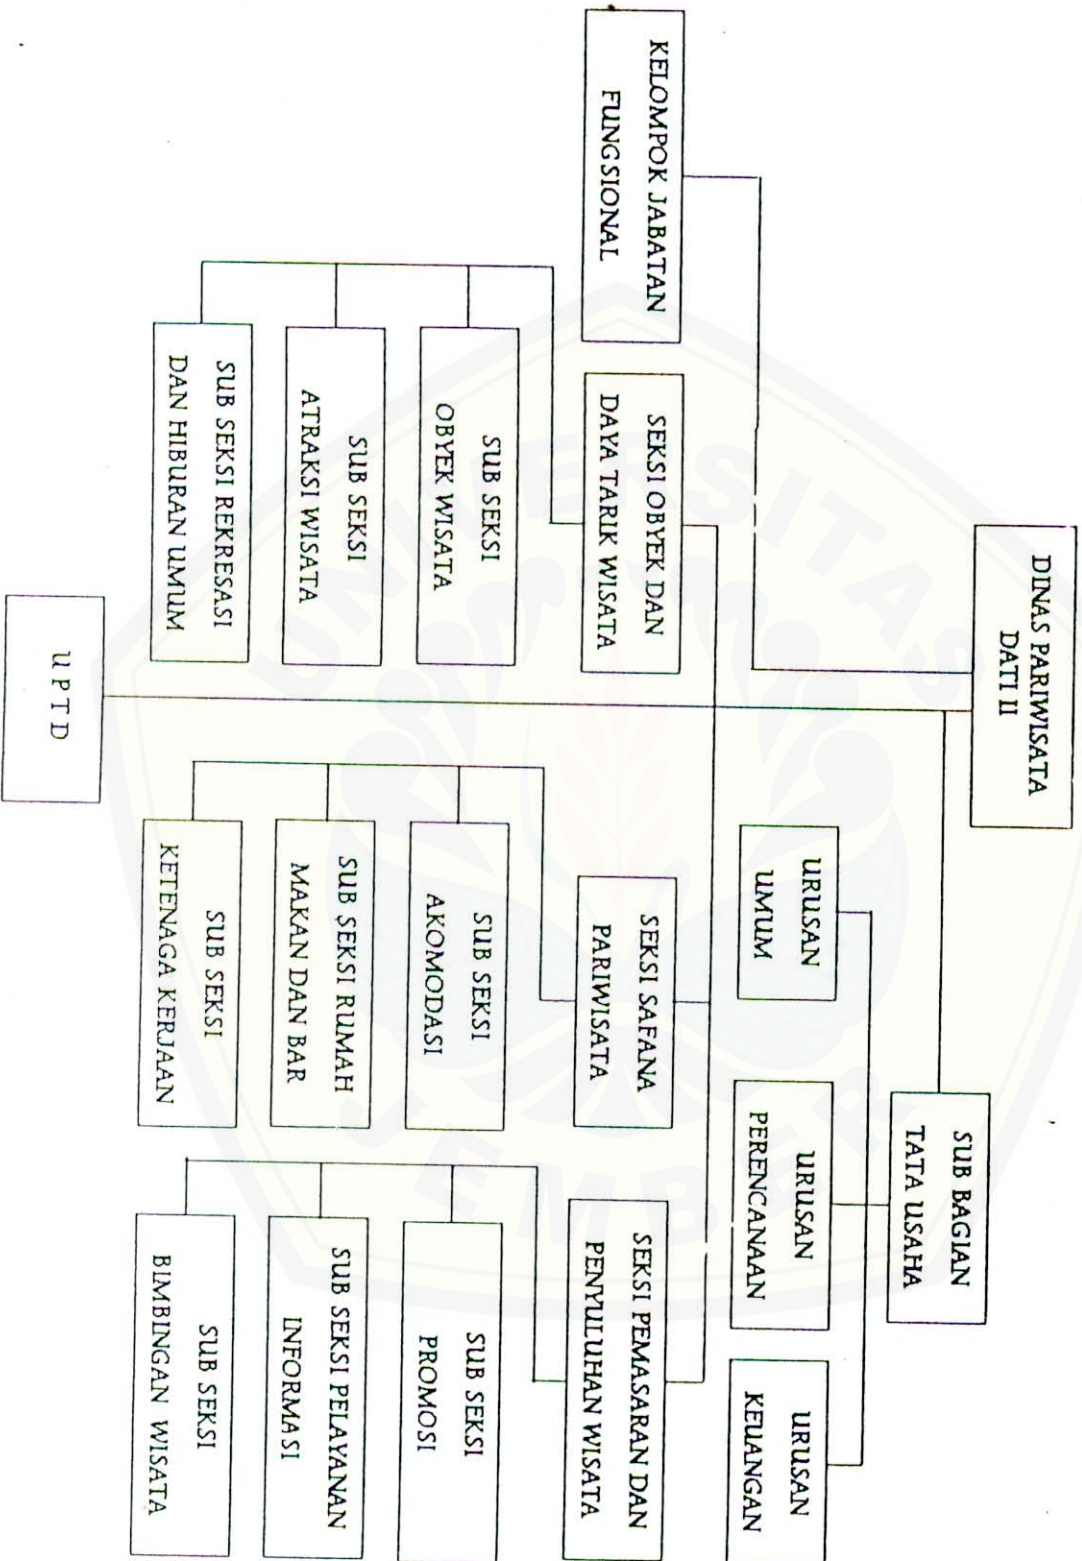 DINAS PARIWISATA
DATI II
SUB BAGIAN
TATA USAHA
URUSAN
UMUM
URUSAN
PERENCANAAN
URUSAN
KEUANGAN
KELOMPOK JABATAN
FUNGSIONAL
SEKSI OBYEK DAN
DAYA TARIK WISATA
SEKSI SAFANA
PARIWISATA
SEKSI PEMASARAN DAN
PENYULUHAN WISATA
SUB SEKSI
OBYEK WISATA
SUB SEKSI
ATRAKSI WISATA
SUB SEKSI REKRESASI
DAN HIBURAN UMUM
SUB SEKSI
AKOMODASI
SUB SEKSI RUMAH
MAKAN DAN BAR
SUB SEKSI
KETENAGA KERJAAN
SUB SEKSI
PROMOSI
SUB SEKSI PELAYANAN
INFORMASI
SUB SEKSI
BIMBINGAN WISATA
U P T D
UNIVERSITAS
JEMBER